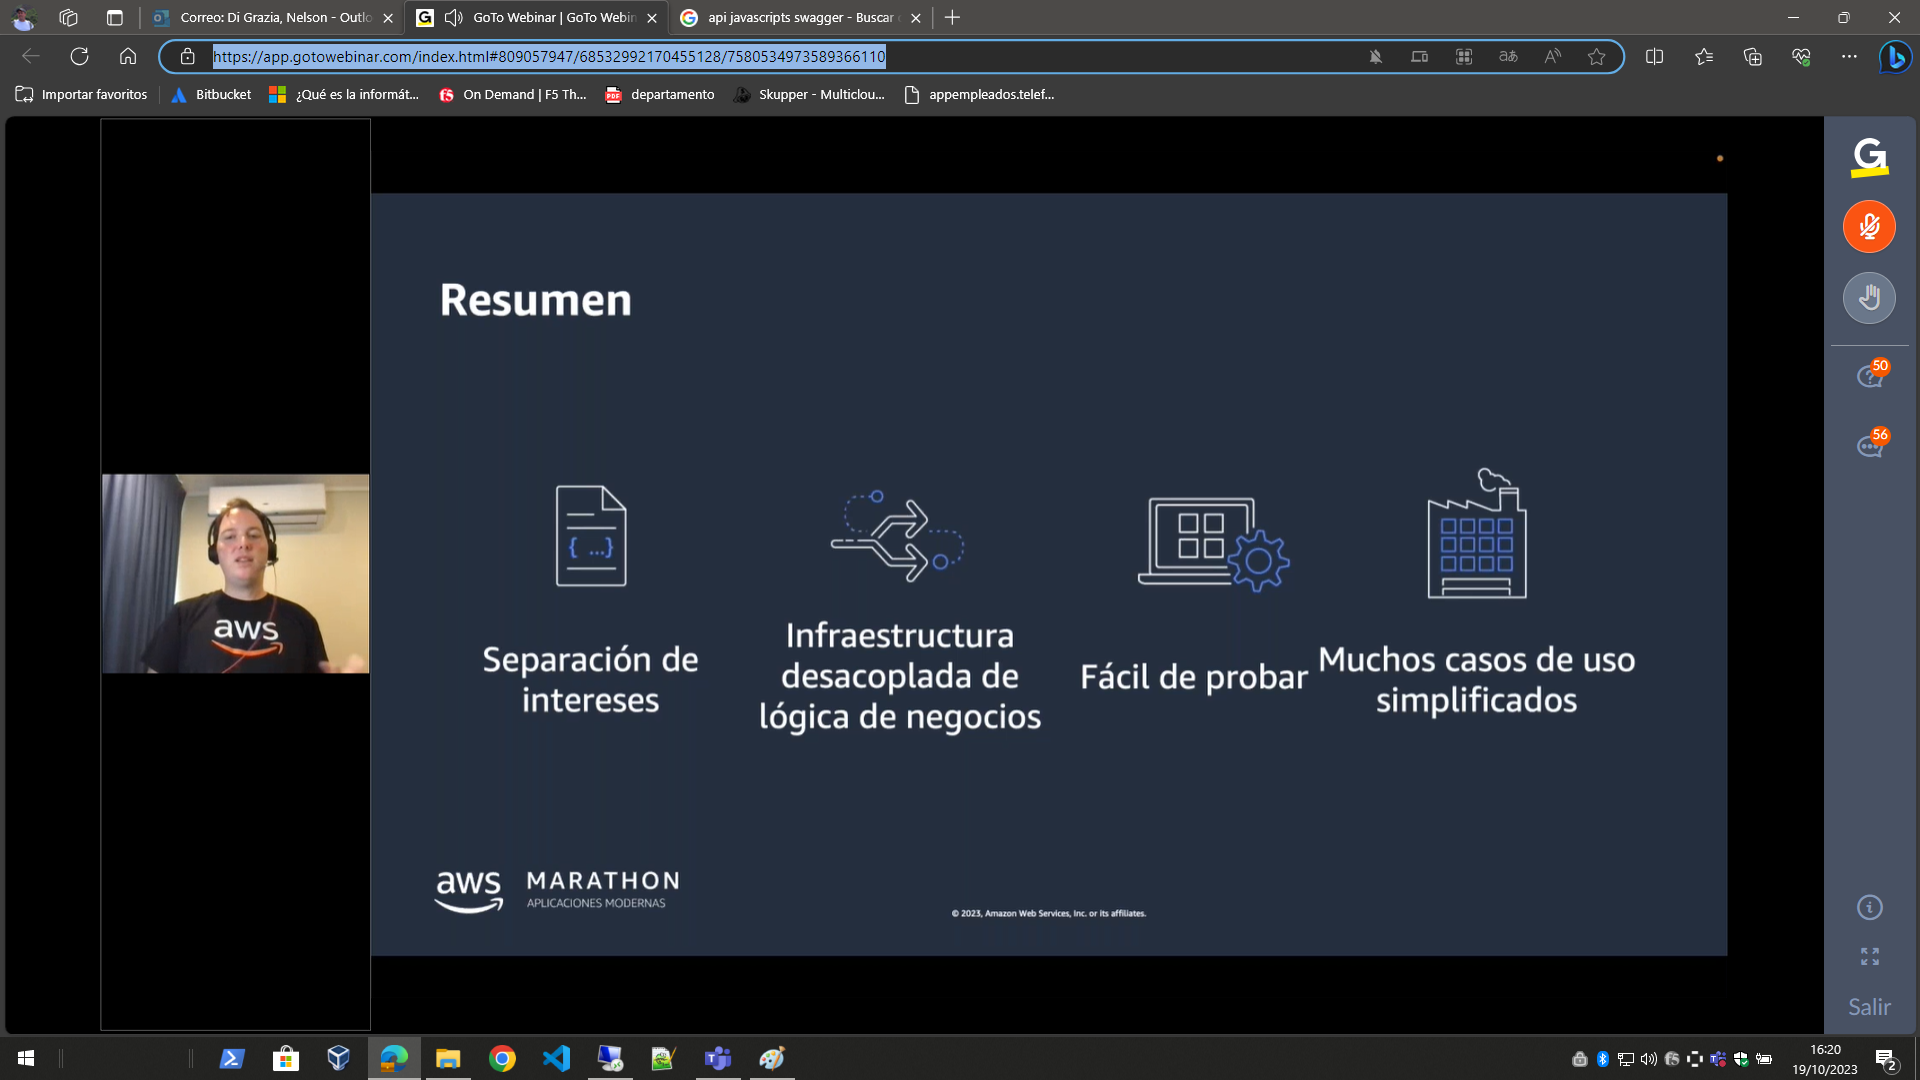 Correo: Di Grazia, Nelson - Outlo
GoTo Webinar | GoTo Webin
api javascripts swagger - Buscar c
https://app.gotowebinar.com/index.html#809057947/68532992170455128/7580534973589366110
Importar favoritos
Bitbucket
¿Qué es la informát...
On Demand | F5 Th...
departamento
Skupper - Multiclou...
appempleados.telef...
Resumen
Separación de
intereses
Infraestructura
desacoplada de
lógica de negocios
Fácil de probar
Muchos casos de uso
simplificados
aws
aws
MARATHON
APLICACIONES MODERNAS
© 2023, Amazon Web Services, Inc. or its affiliates.
50
56
Salir
16:20
19/10/2023
2